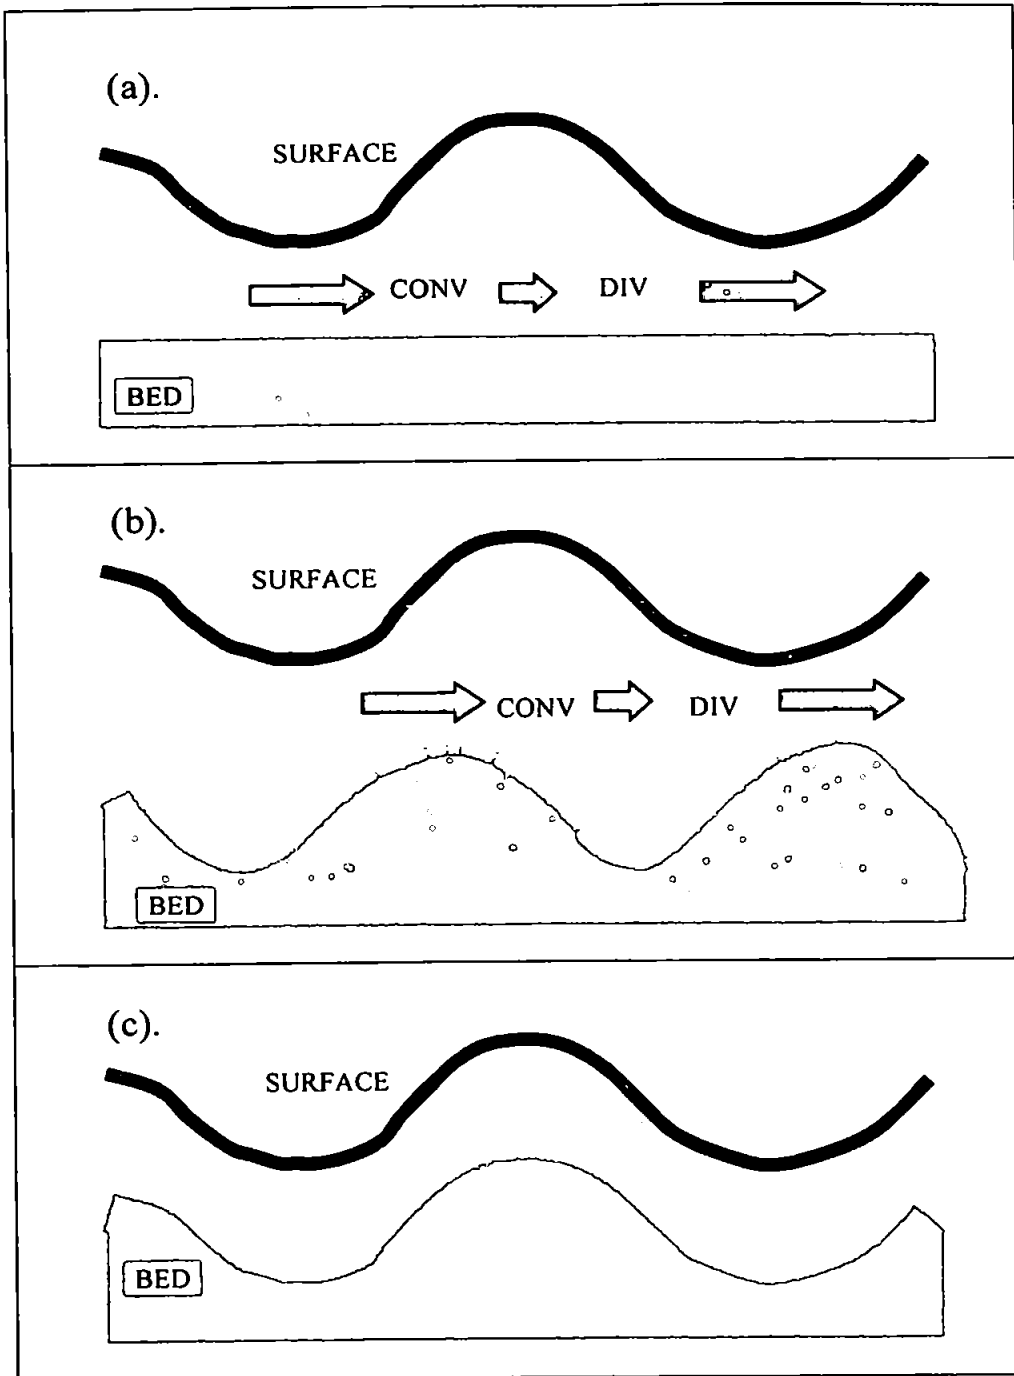 (a).
SURFACE
CONV DIV
BED
(b).
SURFACE
CONV DIV
BED
(c).
SURFACE
BED